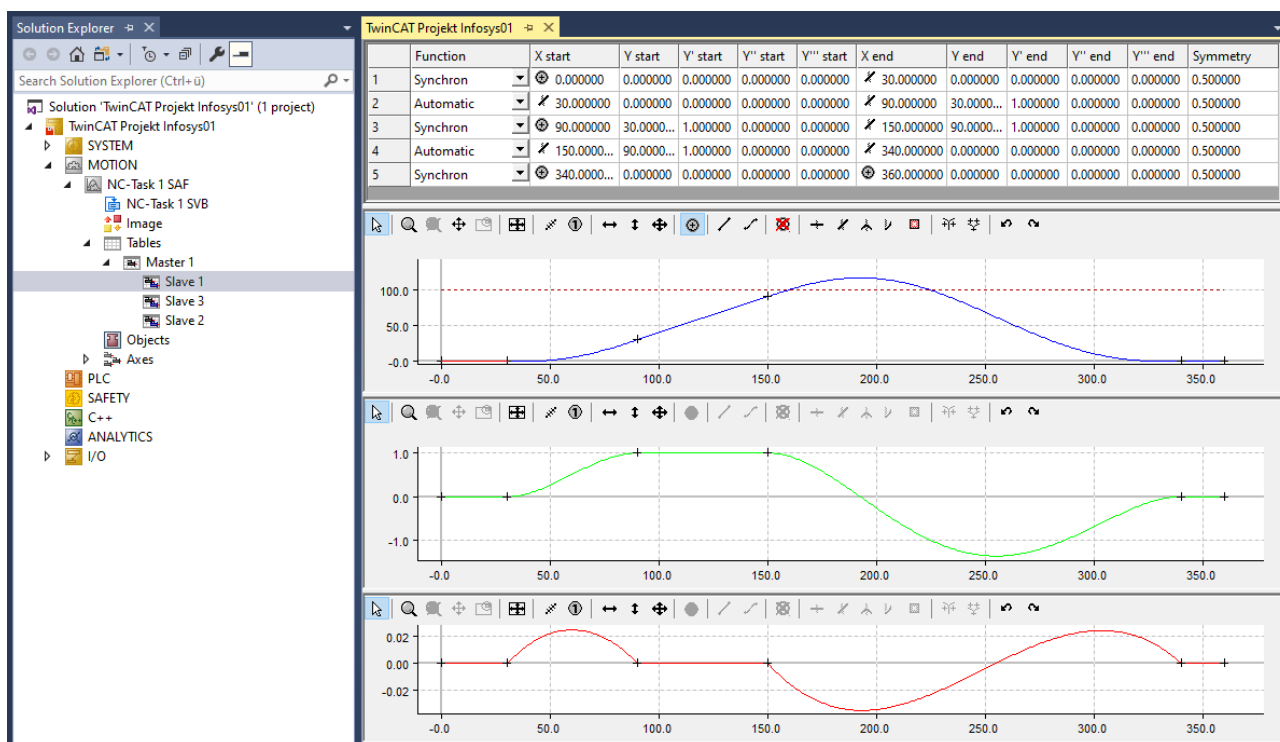 Solution Explorer
Search Solution Explorer (Ctrl+ü)
Solution 'TwinCAT Projekt Infosys01' (1 project)
TwinCAT Projekt Infosys01
SYSTEM
MOTION
NC-Task 1 SAF
NC-Task 1 SVB
Image
Tables
Master 1
Slave 1
Slave 3
Slave 2
Objects
Axes
PLC
SAFETY
C++
ANALYTICS
I/O
TwinCAT Projekt Infosys01
Function X start Y start Y' start Y'' start Y''' start X end Y end Y' end Y'' end Y''' end Symmetry
1 Synchron 0.000000 0.000000 0.000000 0.000000 0.000000 30.000000 0.000000 0.000000 0.000000 0.000000 0.500000
2 Automatic 30.000000 0.000000 0.000000 0.000000 0.000000 90.000000 30.0000... 1.000000 0.000000 0.000000 0.500000
3 Synchron 90.000000 30.0000... 1.000000 0.000000 0.000000 150.000000 90.0000... 1.000000 0.000000 0.000000 0.500000
4 Automatic 150.0000... 90.0000... 1.000000 0.000000 0.000000 340.000000 0.000000 0.000000 0.000000 0.000000 0.500000
5 Synchron 340.0000... 0.000000 0.000000 0.000000 0.000000 360.000000 0.000000 0.000000 0.000000 0.000000 0.500000
100.0
50.0
-0.0
-0.0 50.0 100.0 150.0 200.0 250.0 300.0 350.0
1.0
0.0
-1.0
-0.0 50.0 100.0 150.0 200.0 250.0 300.0 350.0
0.02
0.00
-0.02
-0.0 50.0 100.0 150.0 200.0 250.0 300.0 350.0